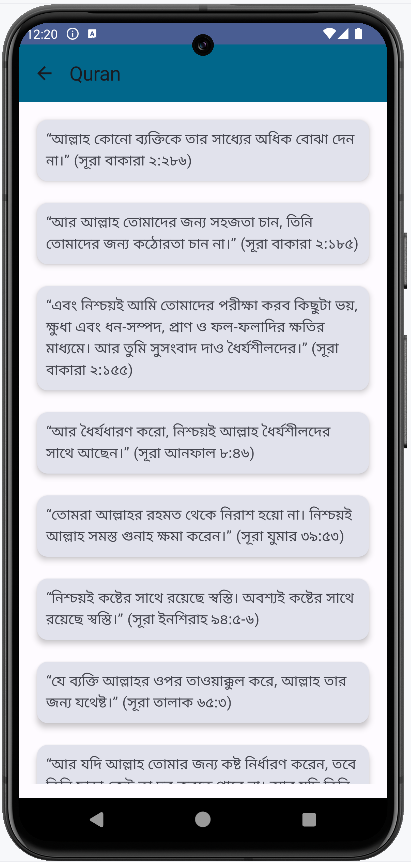 12:20
Quran
“আল্লাহ কোনো ব্যক্তিকে তার সাধ্যের অধিক বোঝা দেন
না।” (সূরা বাকারা ২:২৮৬)
“আর আল্লাহ তোমাদের জন্য সহজতা চান, তিনি
তোমাদের জন্য কঠোরতা চান না।” (সূরা বাকারা ২:১৮৫)
“এবং নিশ্চয়ই আমি তোমাদের পরীক্ষা করব কিছুটা ভয়,
ক্ষুধা এবং ধন-সম্পদ, প্রাণ ও ফল-ফলাদির ক্ষতির
মাধ্যমে। আর তুমি সুসংবাদ দাও ধৈর্যশীলদের।” (সূরা
বাকারা ২:১৫৫)
“আর ধৈর্যধারণ করো, নিশ্চয়ই আল্লাহ ধৈর্যশীলদের
সাথে আছেন।” (সূরা আনফাল ৮:৪৬)
“তোমরা আল্লাহর রহমত থেকে নিরাশ হয়ো না। নিশ্চয়ই
আল্লাহ সমস্ত গুনাহ ক্ষমা করেন।” (সূরা যুমার ৩৯:৫৩)
“নিশ্চয়ই কষ্টের সাথে রয়েছে স্বস্তি। অবশ্যই কষ্টের সাথে
রয়েছে স্বস্তি।” (সূরা ইনশিরাহ ৯৪:৫-৬)
“যে ব্যক্তি আল্লাহর ওপর তাওয়াক্কুল করে, আল্লাহ তার
জন্য যথেষ্ট।” (সূরা তালাক ৬৫:৩)
“আর যদি আল্লাহ তোমার জন্য কষ্ট নির্ধারণ করেন, তবে